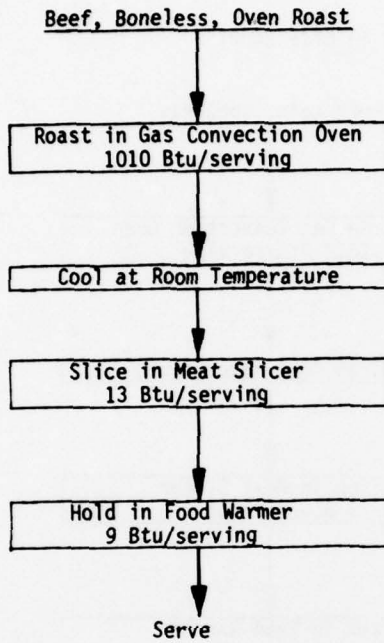 Beef, Boneless, Oven Roast
Roast in Gas Convection Oven
1010 Btu/serving
Cool at Room Temperature
Slice in Meat Slicer
13 Btu/serving
Hold in Food Warmer
9 Btu/serving
Serve